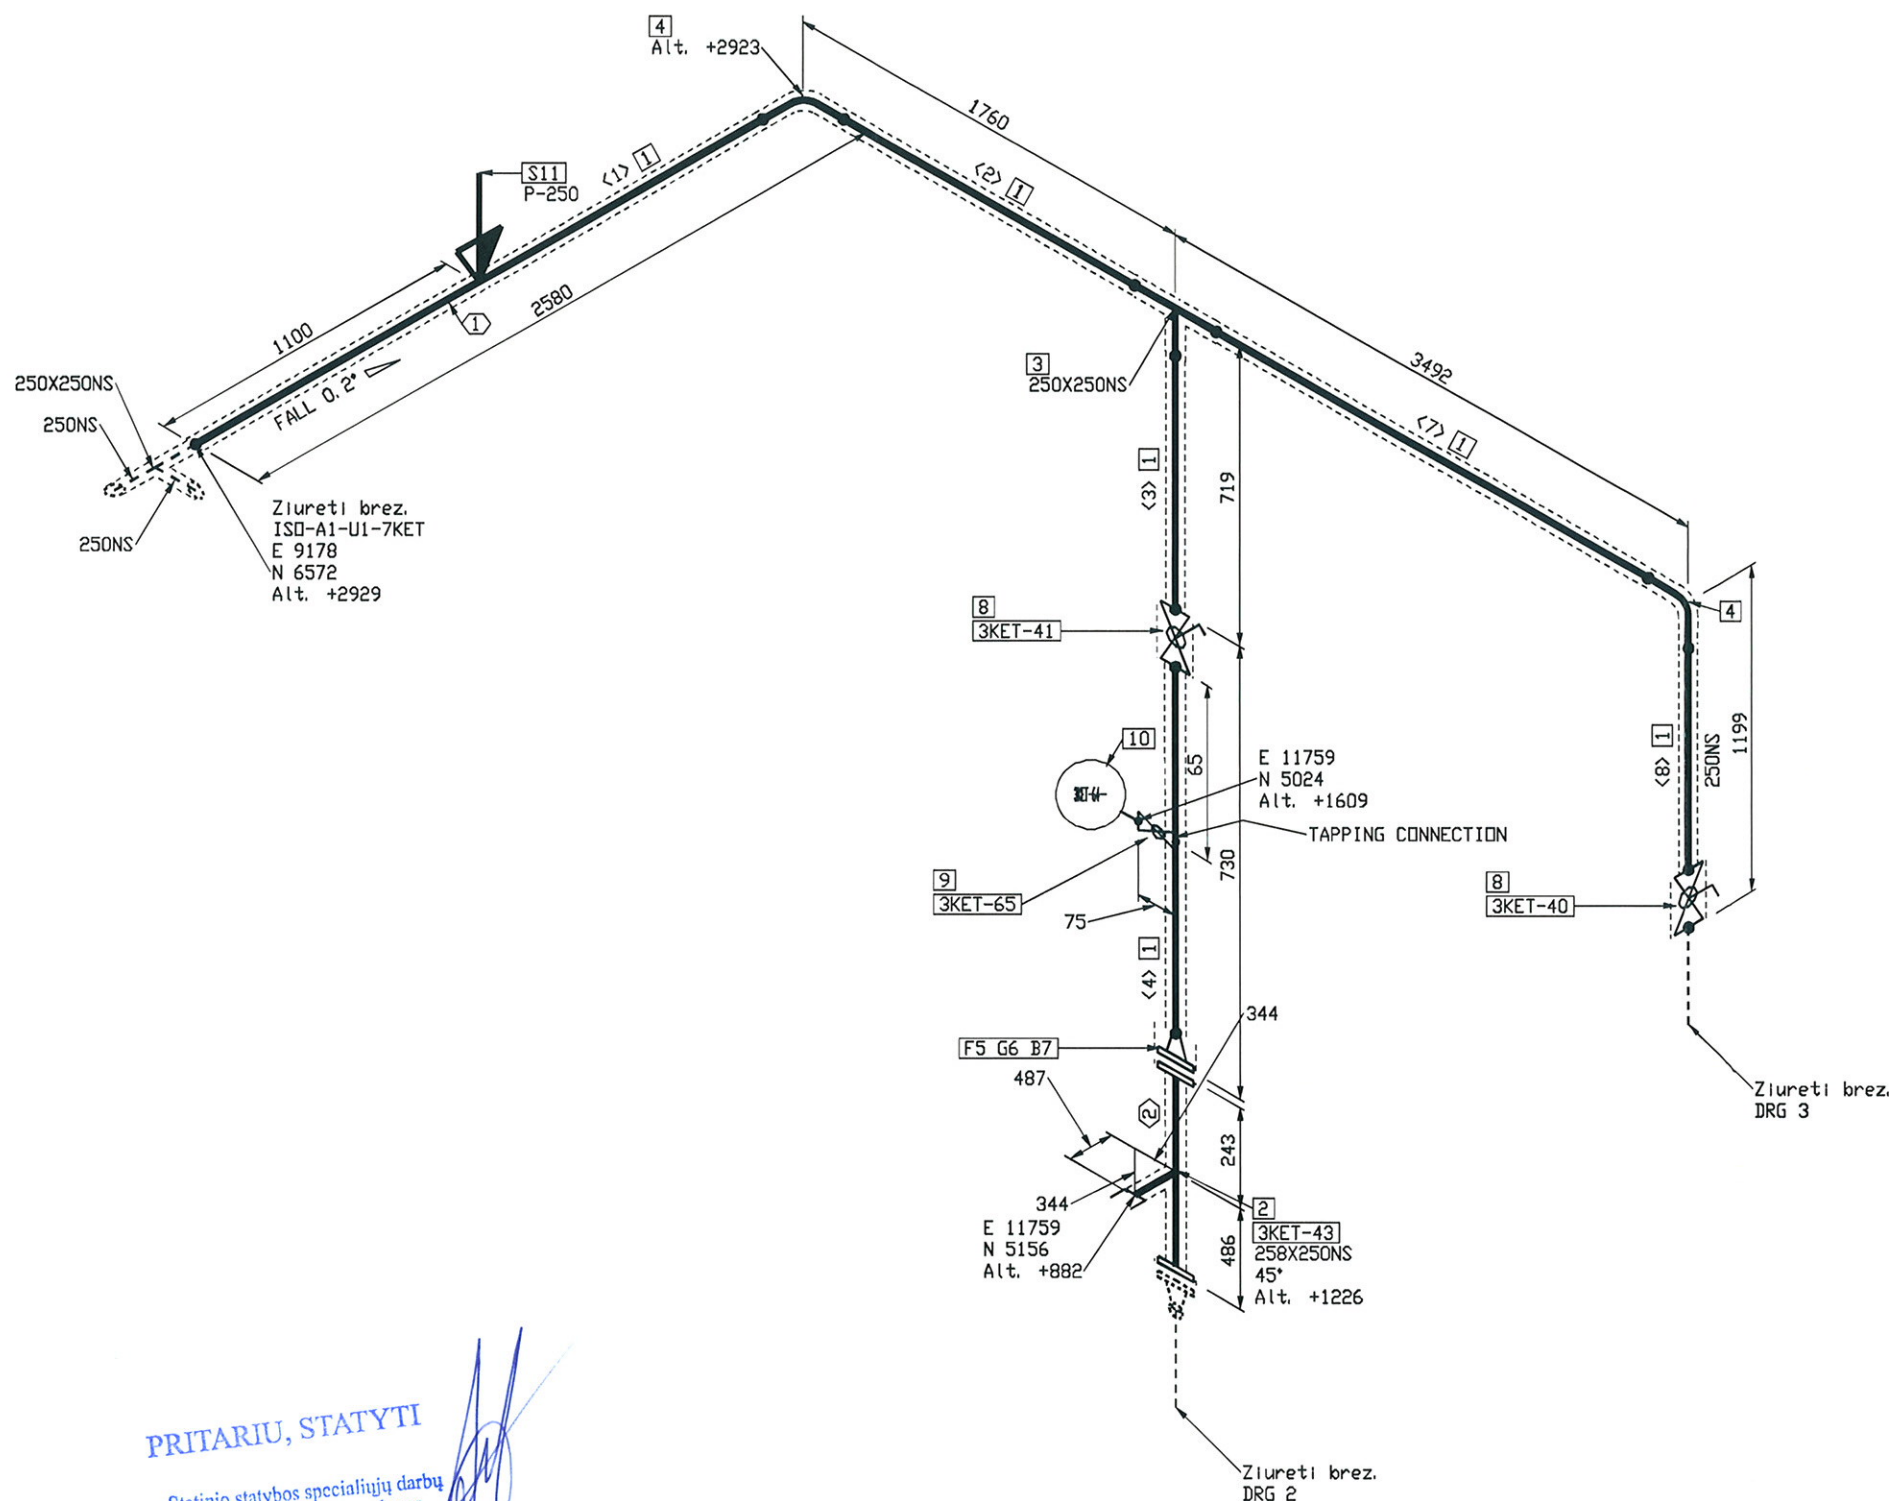 4
Alt. +2923
1760
S11
P-250
<1> 1
<2> 1
1100
2580
1
FALL 0.2°
250X250NS
250NS
250NS
Ziureti brez.
ISO-A1-U1-7KET
E 9178
N 6572
Alt. +2929
3
250X250NS
3492
<7> 1
<3> 1
719
8
3KET-41
4
10
65
E 11759
N 5024
Alt. +1609
TAPPING CONNECTION
730
<8> 1
250NS
1199
9
3KET-65
75
8
3KET-40
<4> 1
344
F5 G6 B7
487
2
243
344
E 11759
N 5156
Alt. +882
2
3KET-43
258X250NS
45°
Alt. +1226
486
Ziureti brez.
DRG 3
Ziureti brez.
DRG 2
PRITARIU, STATYTI
Statinio statybos specialiųjų darbų